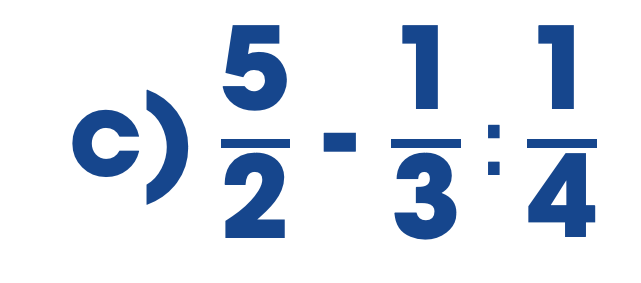 c) 5/2 - 1/3 : 1/4